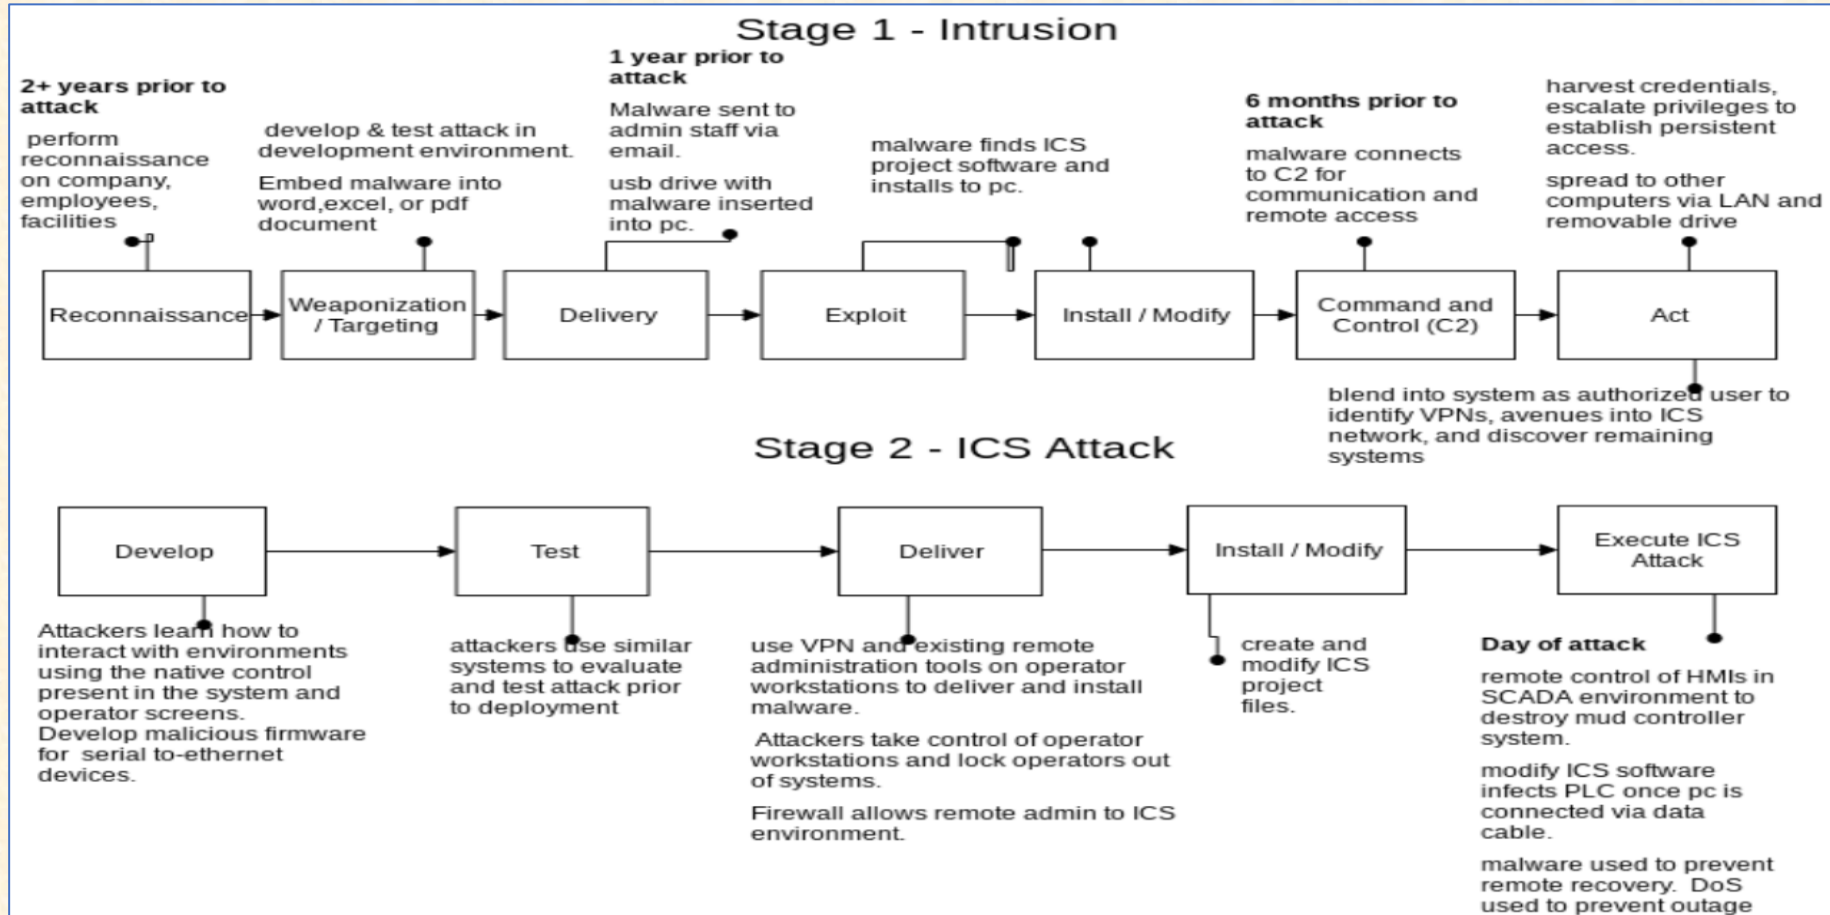 Stage 1 - Intrusion
2+ years prior to
attack
perform
reconnaissance
on company,
employees,
facilities
develop & test attack in
development environment.
Embed malware into
word,excel, or pdf
document
1 year prior to
attack
Malware sent to
admin staff via
email.
usb drive with
malware inserted
into pc.
malware finds ICS
project software and
installs to pc.
6 months prior to
attack
malware connects
to C2 for
communication and
remote access
harvest credentials,
escalate privileges to
establish persistent
access.
spread to other
computers via LAN and
removable drive
Reconnaissance
Weaponization
/ Targeting
Delivery
Exploit
Install / Modify
Command and
Control (C2)
Act
blend into system as authorized user to
identify VPNs, avenues into ICS
network, and discover remaining
systems
Stage 2 - ICS Attack
Develop
Test
Deliver
Install / Modify
Execute ICS
Attack
Attackers learn how to
interact with environments
using the native control
present in the system and
operator screens.
Develop malicious firmware
for serial to-ethernet
devices.
attackers use similar
systems to evaluate
and test attack prior
to deployment
use VPN and existing remote
administration tools on operator
workstations to deliver and install
malware.
Attackers take control of operator
workstations and lock operators out
of systems.
Firewall allows remote admin to ICS
environment.
create and
modify ICS
project
files.
Day of attack
remote control of HMIs in
SCADA environment to
destroy mud controller
system.
modify ICS software
infects PLC once pc is
connected via data
cable.
malware used to prevent
remote recovery. DoS
used to prevent outage